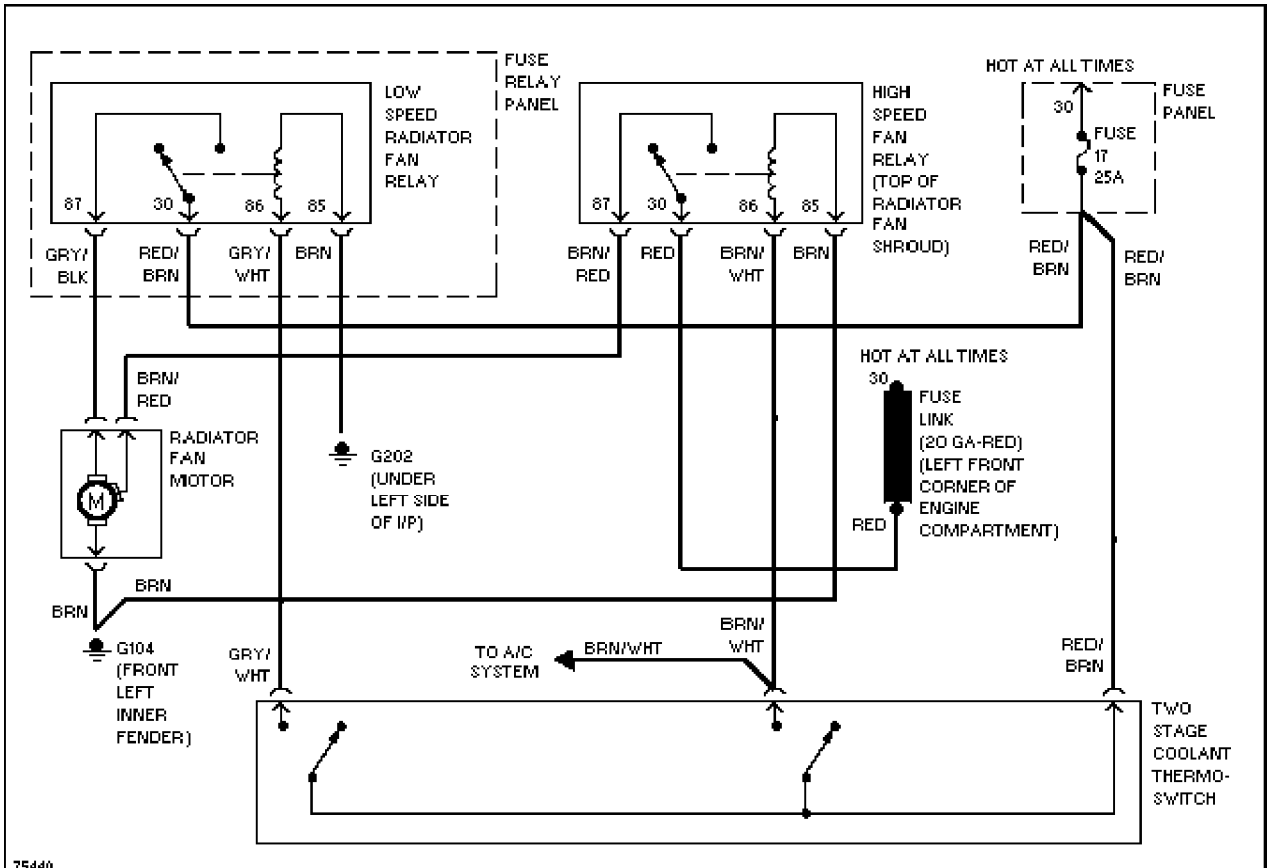 FUSE
RELAY
PANEL
LOW
SPEED
RADIATOR
FAN
RELAY
87 30 86 85
GRY/
BLK
RED/
BRN
GRY/
WHT
BRN
HIGH
SPEED
FAN
RELAY
(TOP OF
RADIATOR
FAN
SHROUD)
87 30 86 85
BRN/
RED
RED
BRN/
WHT
BRN
HOT AT ALL TIMES
FUSE
PANEL
30
FUSE
17
25A
RED/
BRN
RED/
BRN
BRN/
RED
RADIATOR
FAN
MOTOR
M
G202
(UNDER
LEFT SIDE
OF I/P)
HOT AT ALL TIMES
30
FUSE
LINK
(20 GA-RED)
(LEFT FRONT
CORNER OF
ENGINE
COMPARTMENT)
RED
BRN
BRN
G104
(FRONT
LEFT
INNER
FENDER)
GRY/
WHT
TO A/C
SYSTEM
BRN/WHT
BRN/
WHT
RED/
BRN
TWO
STAGE
COOLANT
THERMO-
SWITCH
75440